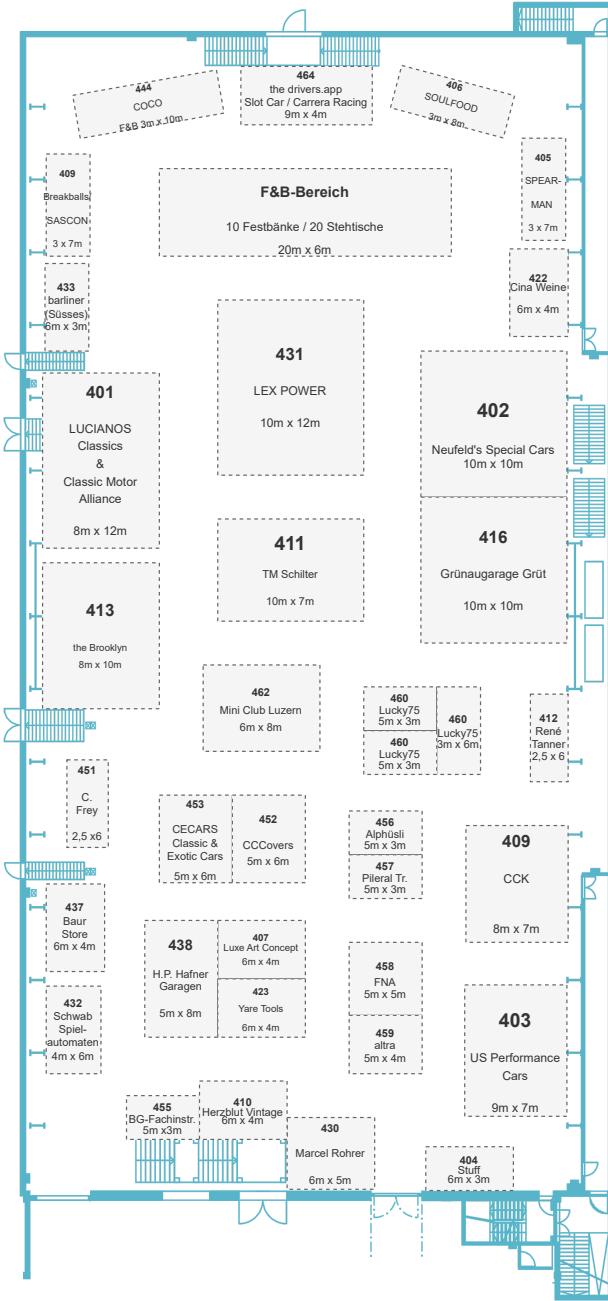 444
COCO
F&B 3m x 10m
464
the drivers.app
Slot Car / Carrera Racing
9m x 4m
406
SOULFOOD
3m x 8m
409
Breakballs/
SASCON
3 x 7m
F&B-Bereich
10 Festbänke / 20 Stehtische
20m x 6m
405
SPEAR-
MAN
3 x 7m
433
barliner
(Süsses)
6m x 3m
422
Cina Weine
6m x 4m
431
LEX POWER
10m x 12m
401
LUCIANOS
Classics
&
Classic Motor
Alliance
8m x 12m
402
Neufeld's Special Cars
10m x 10m
411
TM Schilter
10m x 7m
416
Grünaugarage Grüt
10m x 10m
413
the Brooklyn
8m x 10m
462
Mini Club Luzern
6m x 8m
460
Lucky75
5m x 3m
460
Lucky75
5m x 3m
460
Lucky75
3m x 6m
412
René
Tanner
2,5 x 6
451
C.
Frey
2,5 x6
453
CECARS
Classic &
Exotic Cars
5m x 6m
452
CCCovers
5m x 6m
456
Alphüsli
5m x 3m
457
Pileral Tr.
5m x 3m
409
CCK
8m x 7m
437
Baur
Store
6m x 4m
438
H.P. Hafner
Garagen
5m x 8m
407
Luxe Art Concept
6m x 4m
423
Yare Tools
6m x 4m
458
FNA
5m x 5m
459
altra
5m x 4m
432
Schwab
Spiel-
automaten
4m x 6m
403
US Performance
Cars
9m x 7m
455
BG-Fachinstr.
5m x3m
410
Herzblut Vintage
6m x 4m
430
Marcel Rohrer
6m x 5m
404
Stuff
6m x 3m